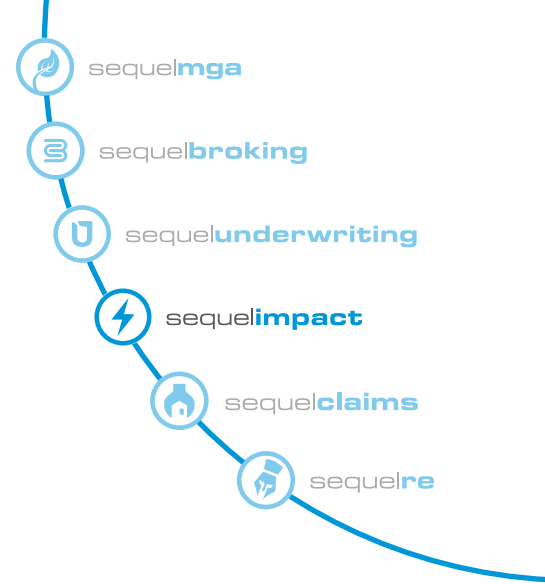 sequelmga
sequelbroking
sequelunderwriting
sequelimpact
sequelclaims
sequelre